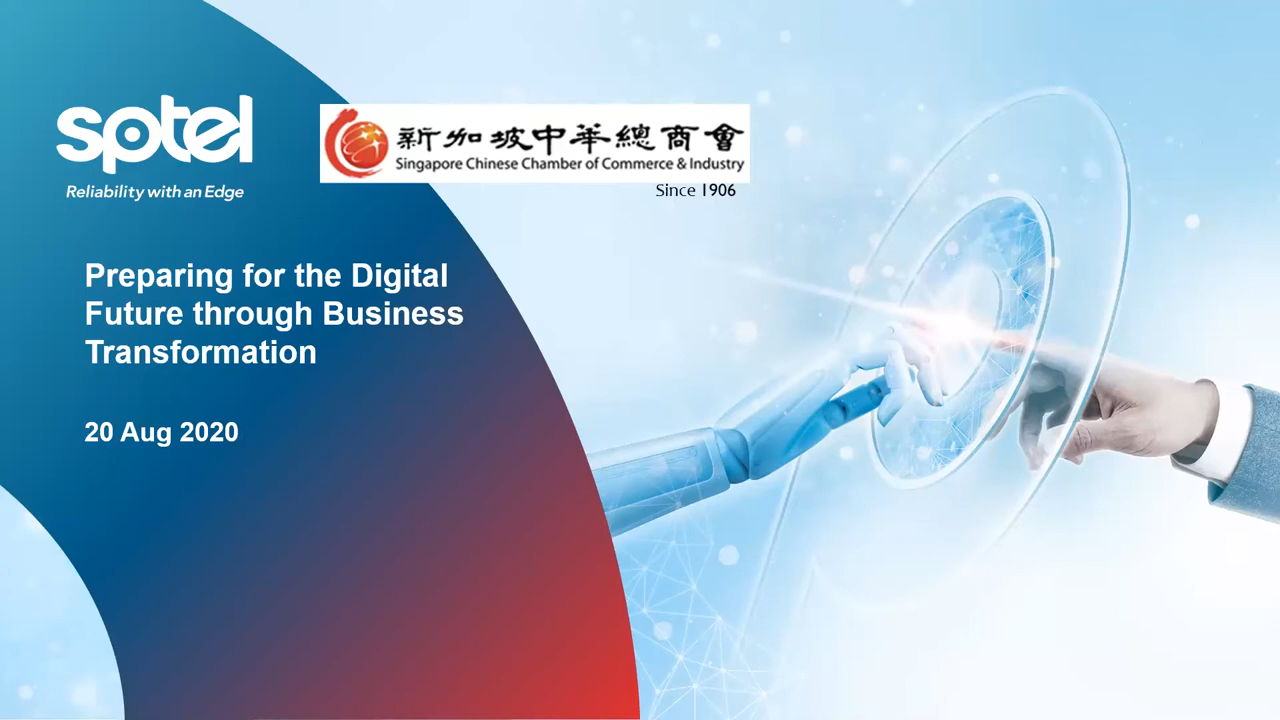 sptel
Reliability with an Edge
新加坡中華總商會
Singapore Chinese Chamber of Commerce & Industry
Since 1906
Preparing for the Digital
Future through Business
Transformation
20 Aug 2020